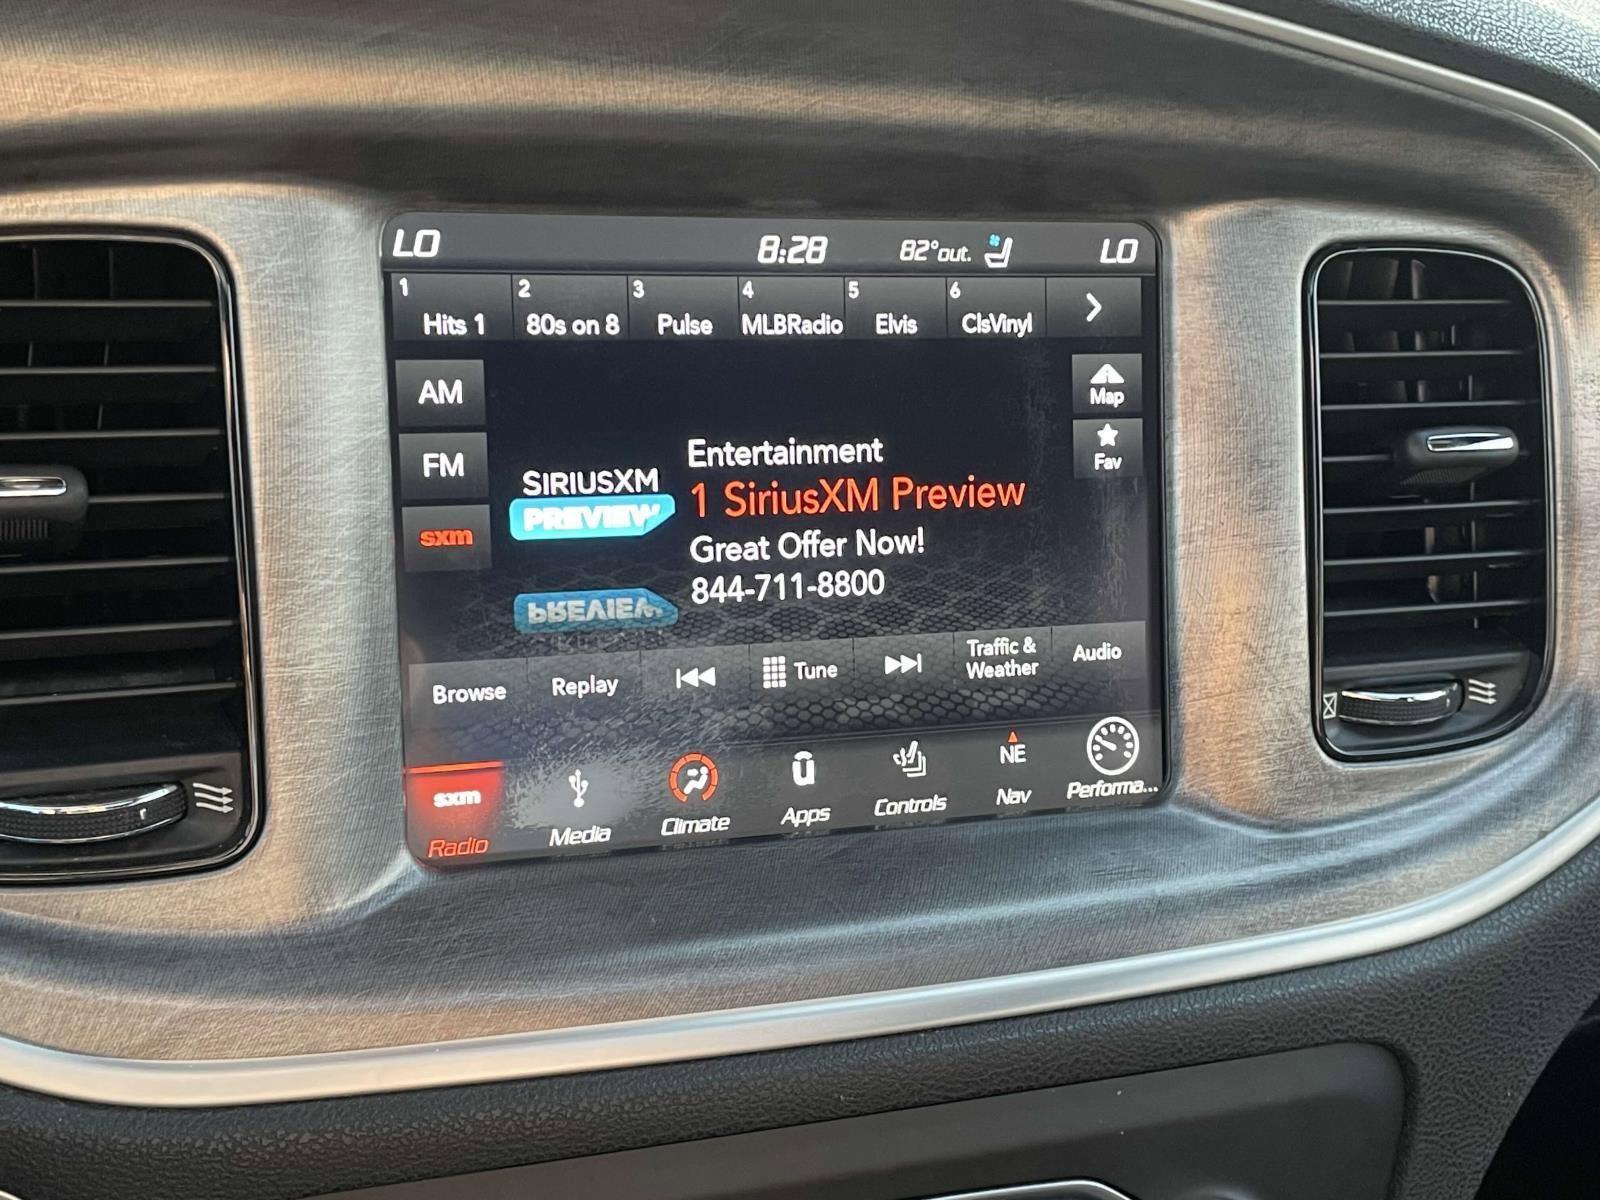 LO 8:28 82°out. LO
1 2 3 4 5 6
Hits 1 80s on 8 Pulse MLBRadio Elvis ClsVinyl
AM
Map
FM
Fav
sxm
SIRIUSXM
PREVIEW
Entertainment
1 SiriusXM Preview
Great Offer Now!
844-711-8800
PREVIEW
Browse Replay Tune Traffic & Weather Audio
sxm NE
Radio Media Climate Apps Controls Nav Performa...